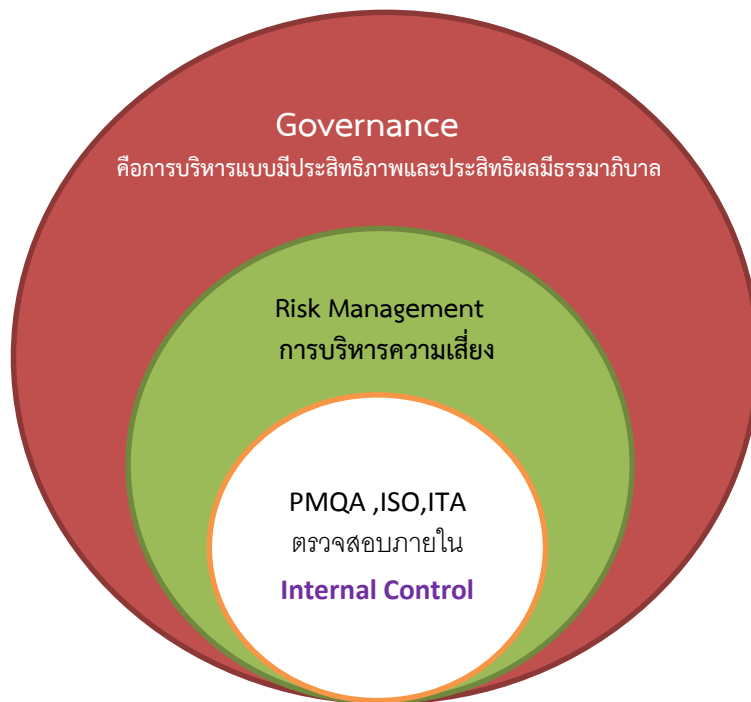 Governance
คือการบริหารแบบมีประสิทธิภาพและประสิทธิผลมีธรรมาภิบาล
Risk Management
การบริหารความเสี่ยง
PMQA ,ISO,ITA
ตรวจสอบภายใน
Internal Control